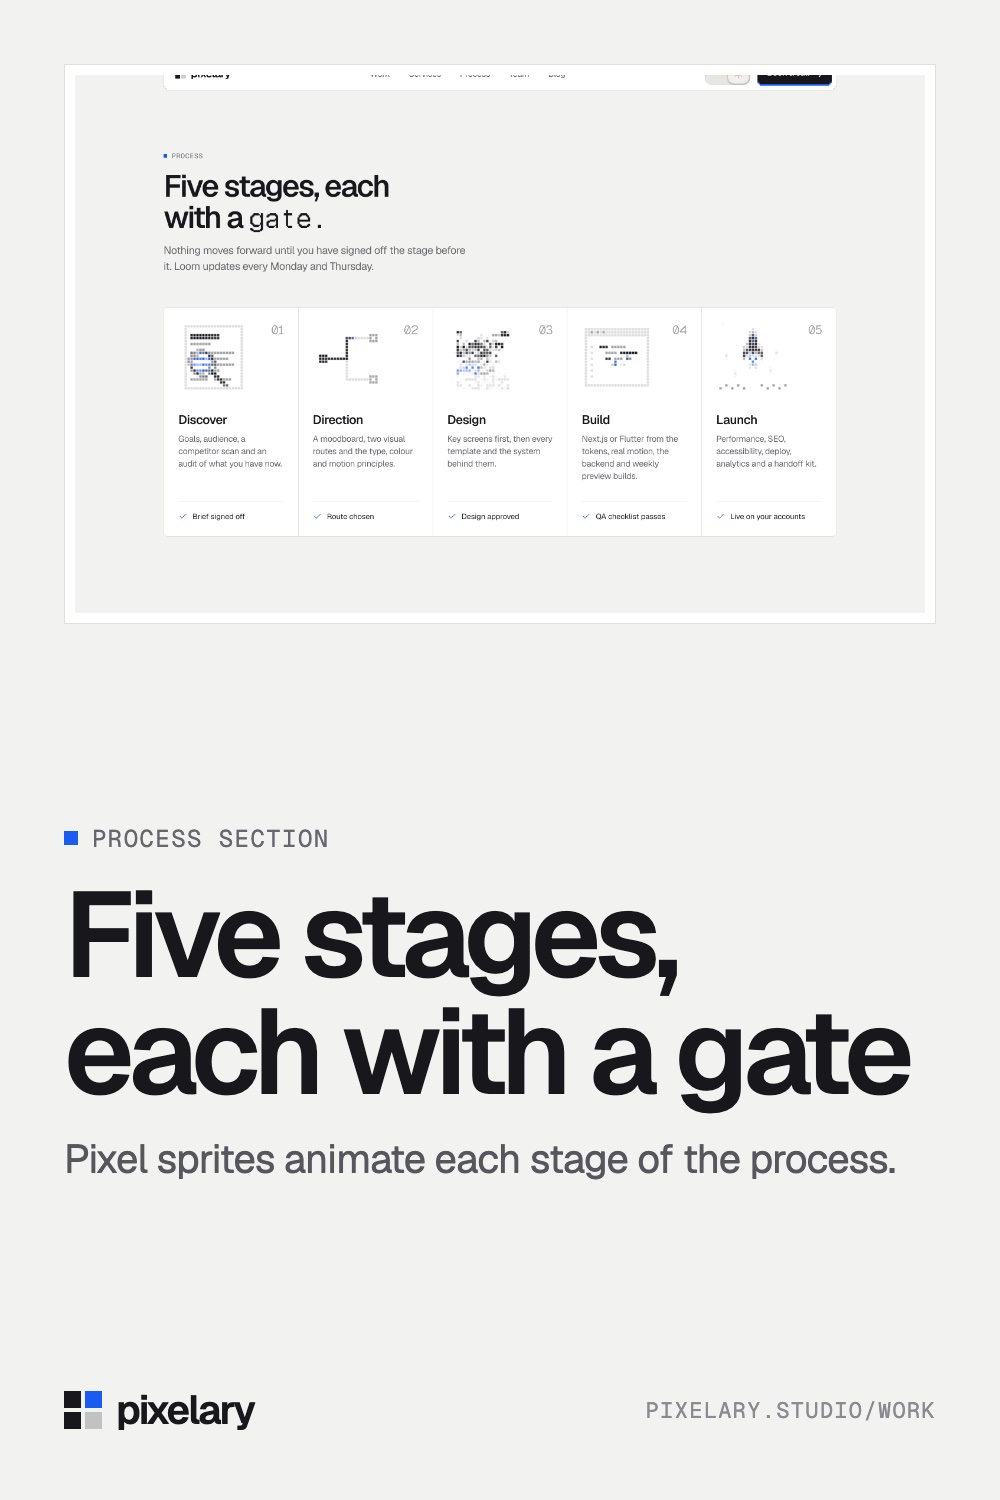 pixelary
Work Services Process Team Blog
PROCESS
Five stages, each
with a gate.
Nothing moves forward until you have signed off the stage before
it. Loom updates every Monday and Thursday.
01
Discover
Goals, audience, a
competitor scan and an
audit of what you have now.
Brief signed off
02
Direction
A moodboard, two visual
routes and the type, colour
and motion principles.
Route chosen
03
Design
Key screens first, then every
template and the system
behind them.
Design approved
04
Build
Next.js or Flutter from the
tokens, real motion, the
backend and weekly
preview builds.
QA checklist passes
05
Launch
Performance, SEO,
accessibility, deploy,
analytics and a handoff kit.
Live on your accounts
PROCESS SECTION
Five stages,
each with a gate
Pixel sprites animate each stage of the process.
pixelary
PIXELARY.STUDIO/WORK